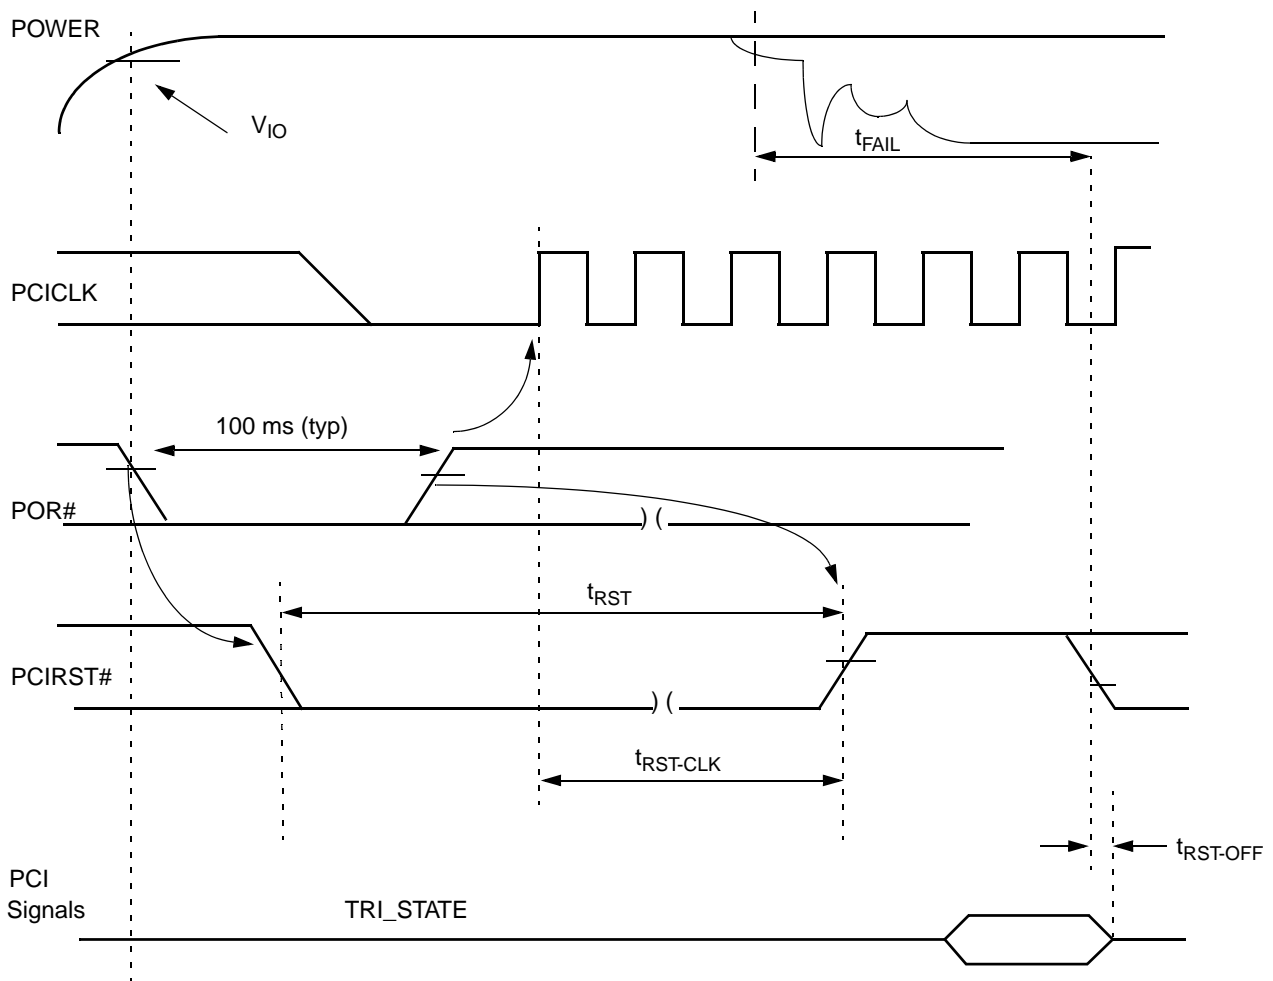 POWER
VIO
tFAIL
PCICLK
100 ms (typ)
POR#
) (
tRST
PCIRST#
) (
tRST-CLK
tRST-OFF
PCI
Signals
TRI_STATE